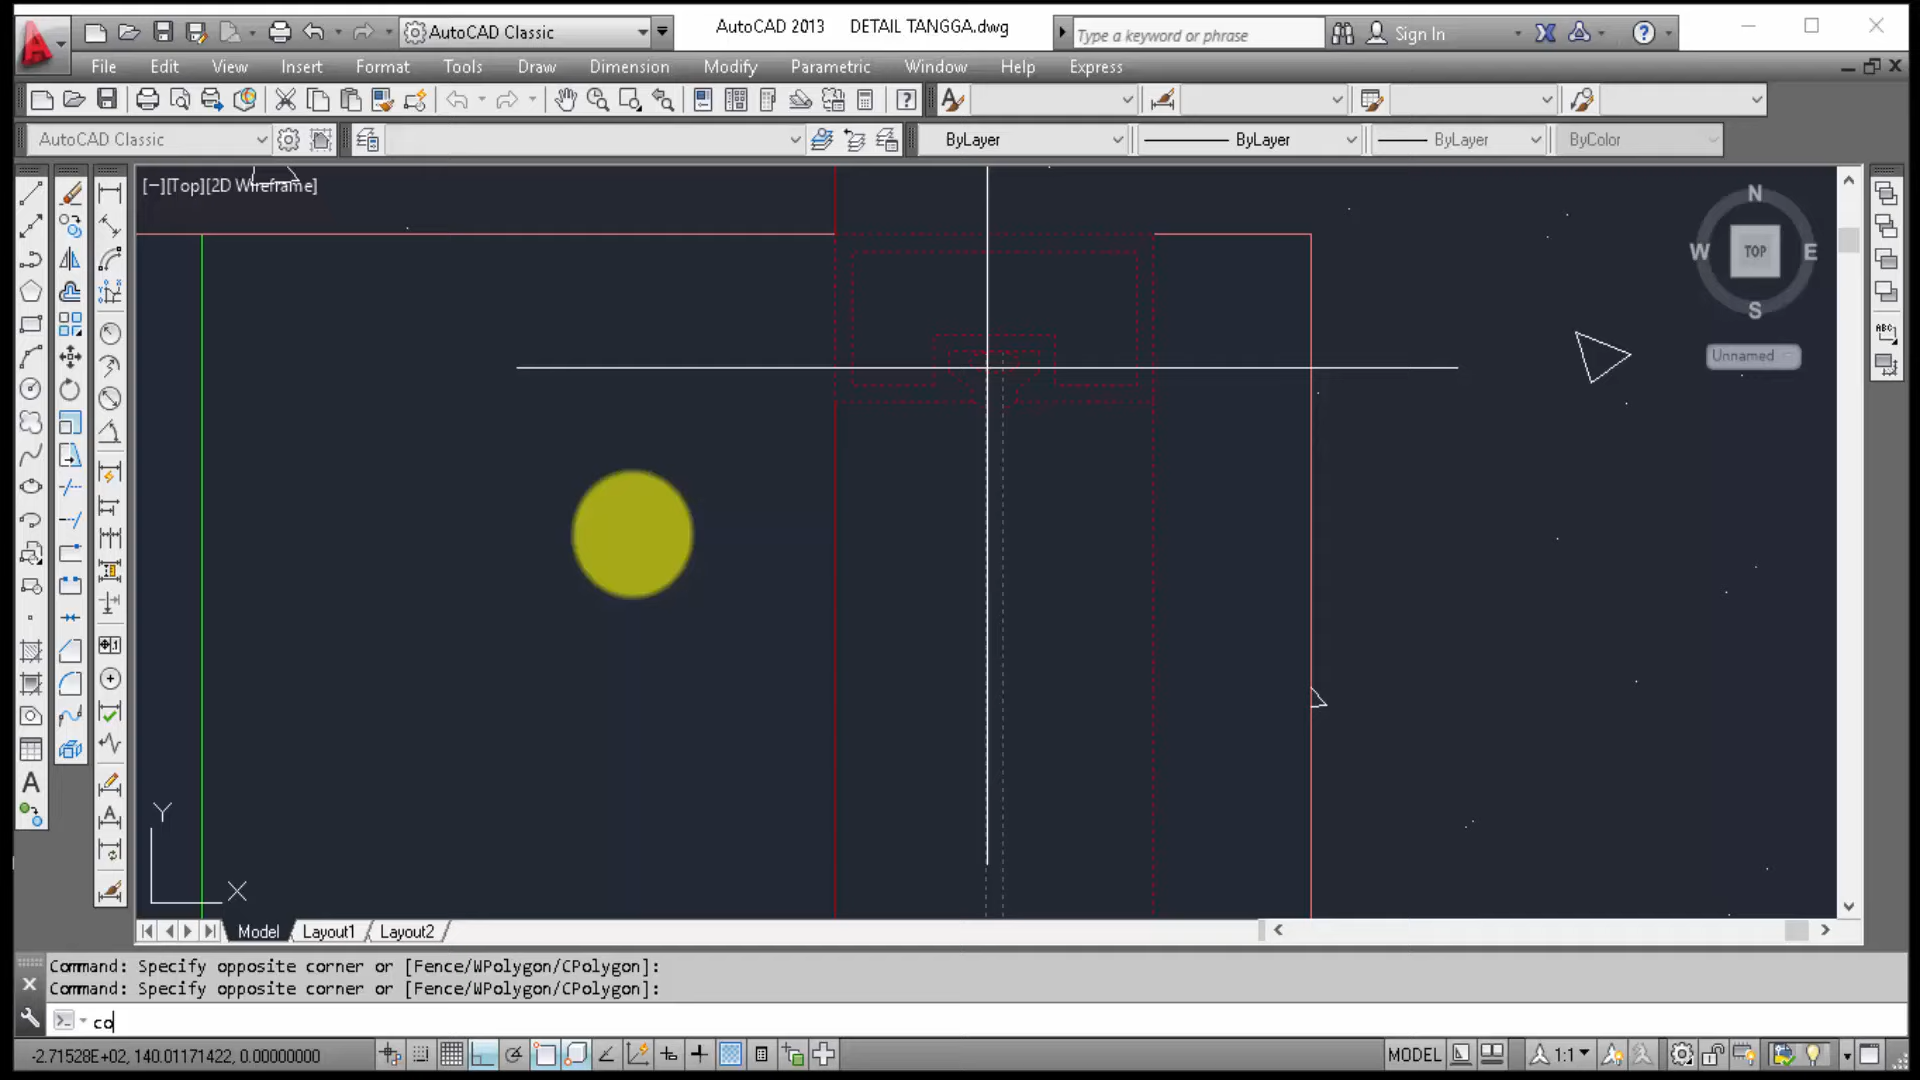 AutoCAD Classic
AutoCAD 2013 DETAIL TANGGA.dwg
Type a keyword or phrase
Sign In
File Edit View Insert Format Tools Draw Dimension Modify Parametric Window Help Express
AutoCAD Classic
ByLayer
ByLayer
ByLayer
ByColor
[−][Top][2D Wireframe]
N
W TOP E
S
Unnamed
Y
X
Model Layout1 Layout2
Command: Specify opposite corner or [Fence/WPolygon/CPolygon]:
Command: Specify opposite corner or [Fence/WPolygon/CPolygon]:
co
-2.71528E+02, 140.01171422, 0.00000000
MODEL
1:1